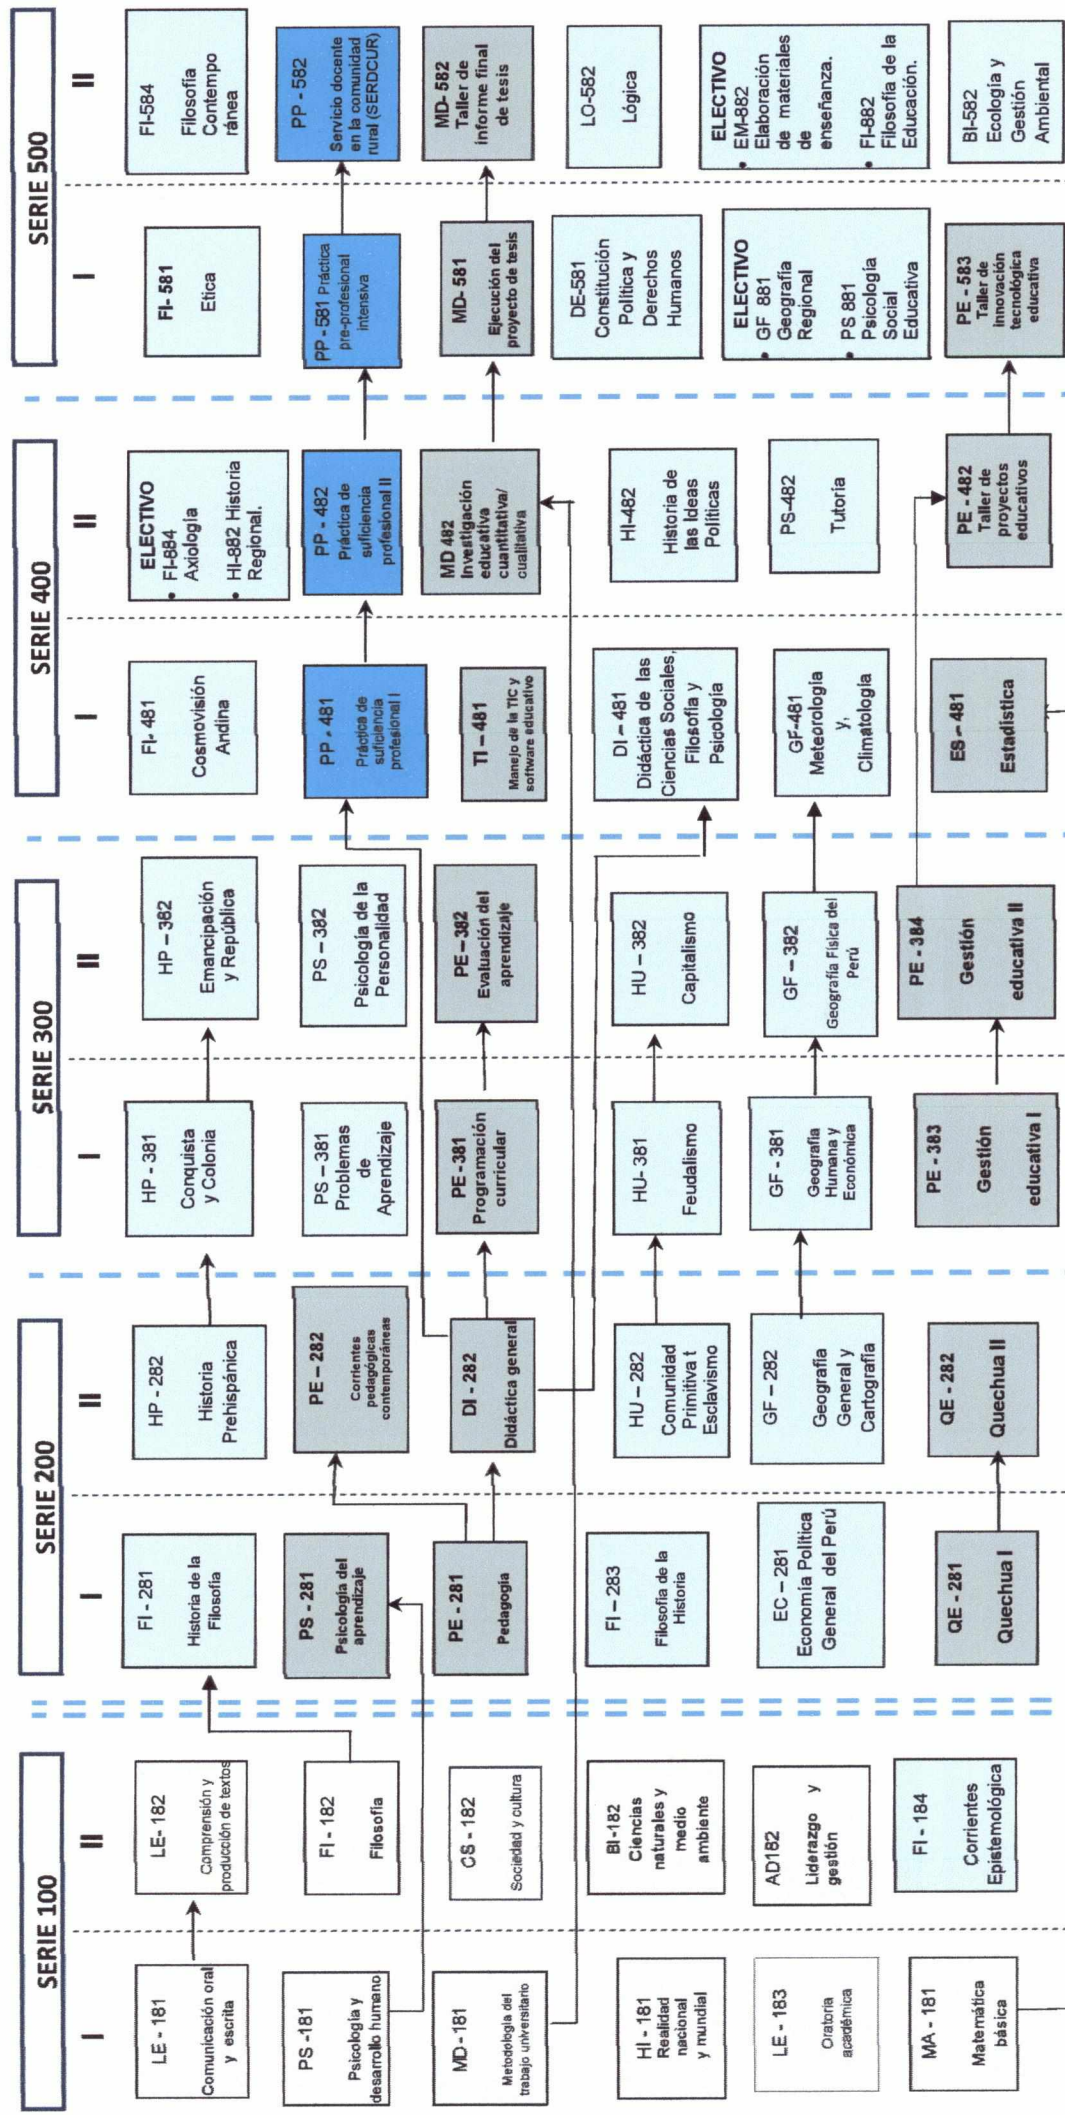 SERIE 100
SERIE 200
SERIE 300
SERIE 400
SERIE 500
I
II
I
II
I
II
I
II
I
II
LE - 181
Comunicación oral
y escrita
PS -181
Psicología y
desarrollo humano
MD - 181
Metodología del
trabajo universitario
HI - 181
Realidad
nacional
y mundial
LE - 183
Oratoria
académica
MA - 181
Matemática
básica
LE- 182
Comprensión y
producción de textos
FI - 182
Filosofía
CS - 182
Sociedad y cultura
BI-182
Ciencias
naturales y
medio
ambiente
AD182
Liderazgo y
gestión
FI - 184
Corrientes
Epistemológica
FI - 281
Historia de la
Filosofía
PS - 281
Psicología del
aprendizaje
PE - 281
Pedagogía
FI – 283
Filosofía de la
Historia
EC – 281
Economía Política
General del Perú
QE - 281
Quechua I
HP - 282
Historia
Prehispánica
PE – 282
Corrientes
pedagógicas
contemporáneas
DI - 282
Didáctica general
HU - 282
Comunidad
Primitiva t
Esclavismo
GF – 282
Geografía
General y
Cartografía
QE - 282
Quechua II
HP - 381
Conquista
y Colonia
PS – 381
Problemas
de
Aprendizaje
PE -381
Programación
curricular
HU- 381
Feudalismo
GF - 381
Geografía
Humana y
Económica
PE - 383
Gestión
educativa I
HP – 382
Emancipación
y República
PS – 382
Psicología de la
Personalidad
PE – 382
Evaluación del
aprendizaje
HU – 382
Capitalismo
GF – 382
Geografía Física del
Perú
PE - 384
Gestión
educativa II
FI- 481
Cosmovisión
Andina
PP - 481
Práctica de
suficiencia
profesional I
TI – 481
Manejo de la TIC y
software educativo
DI – 481
Didáctica de las
Ciencias Sociales,
Filosofía y
Psicología
GF-481
Meteorología
y,
Climatología
ES – 481
Estadística
ELECTIVO
• FI-884
Axiología
• HI-882 Historia
Regional.
PP - 482
Práctica de
suficiencia
profesional II
MD 482
Investigación
educativa
cuantitativa/
cualitativa
HI-482
Historia de
las Ideas
Políticas
PS-482
Tutoría
PE - 482
Taller de
proyectos
educativos
FI- 581
Etica
PP - 581 Práctica
pre-profesional
intensiva
MD- 581
Ejecución del
proyecto de tesis
DE-581
Constitución
Política y
Derechos
Humanos
ELECTIVO
• GF 881
Geografía
Regional
• PS 881
Psicología
Social
Educativa
PE - 583
Taller de
innovación
tecnológica
educativa
FI-584
Filosofía
Contempo
ránea
PP - 582
Servicio docente
en la comunidad
rural (SERDCUR)
MD- 582
Taller de
informe final
de tesis
LO-582
Lógica
ELECTIVO
• EM-882
Elaboración
de materiales
de
enseñanza.
• FI-882
Filosofía de la
Educación.
BI-582
Ecología y
Gestión
Ambiental